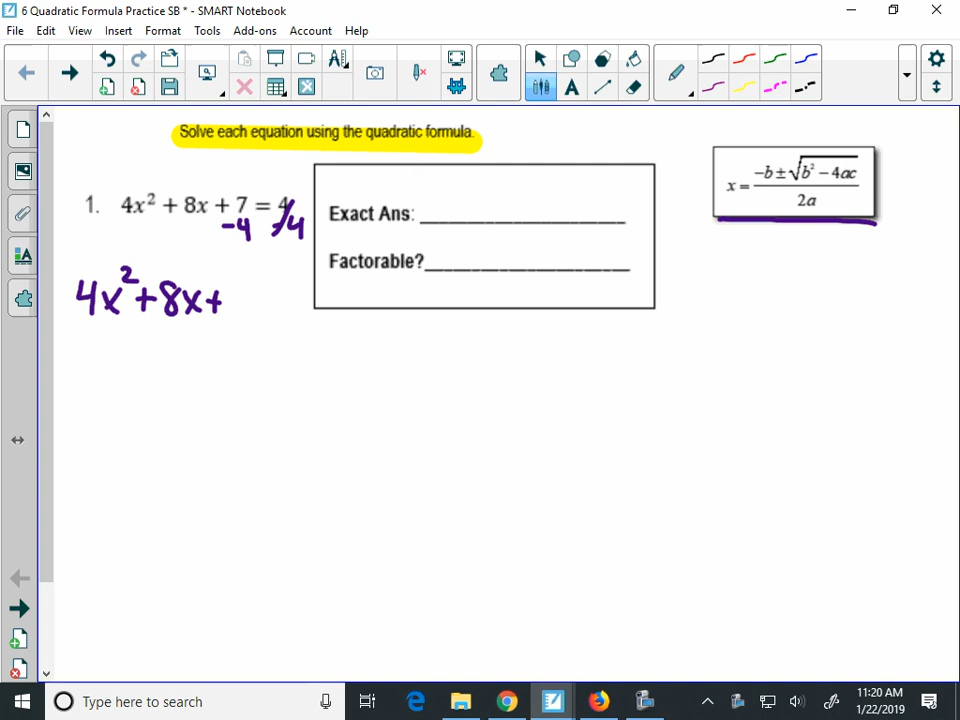 6 Quadratic Formula Practice SB * - SMART Notebook
File Edit View Insert Format Tools Add-ons Account Help
Solve each equation using the quadratic formula.
1. 4x² + 8x + 7 = 4
-4 -4
Exact Ans: ____________________
Factorable?____________________
x = (-b ± √(b² − 4ac)) / 2a
4x²+8x+
Type here to search
11:20 AM
1/22/2019